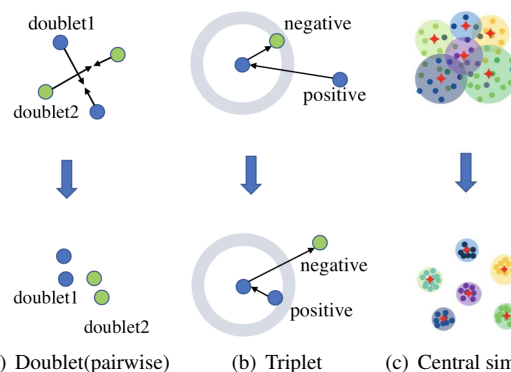 doublet1
doublet2
negative
positive
doublet1
doublet2
negative
positive
) Doublet(pairwise)
(b) Triplet
(c) Central sim